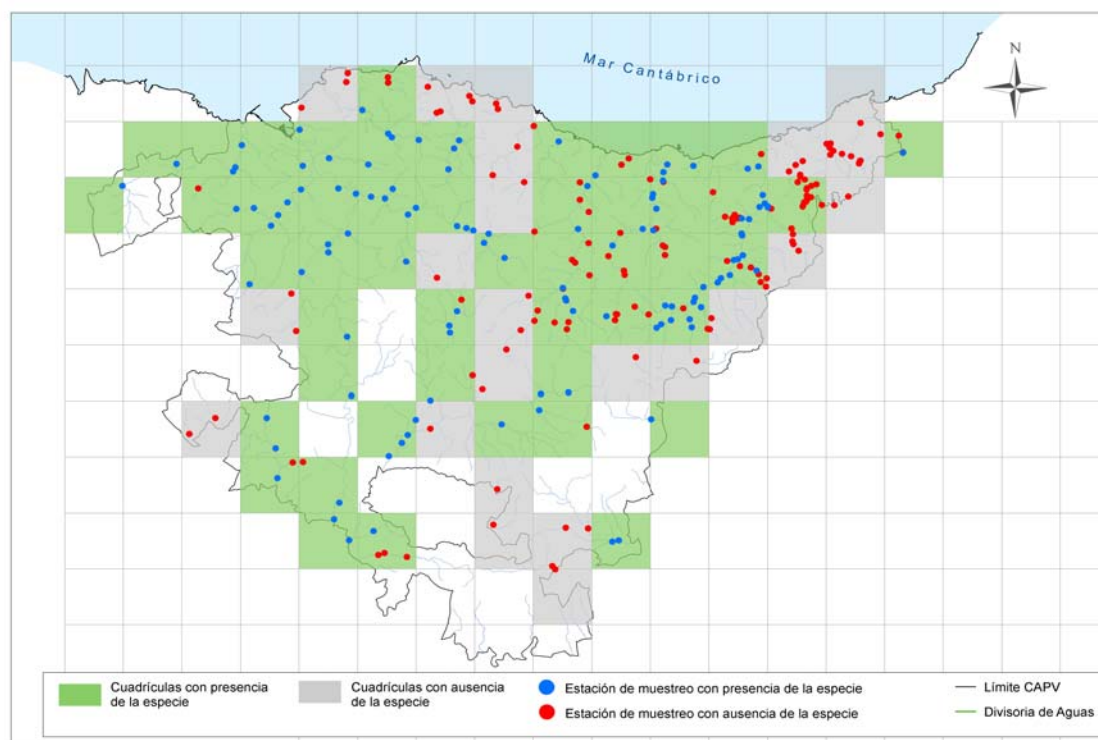 Mar Cantábrico
N
Cuadrículas con presencia
de la especie
Cuadrículas con ausencia
de la especie
Estación de muestreo con presencia de la especie
Estación de muestreo con ausencia de la especie
Límite CAPV
Divisoria de Aguas